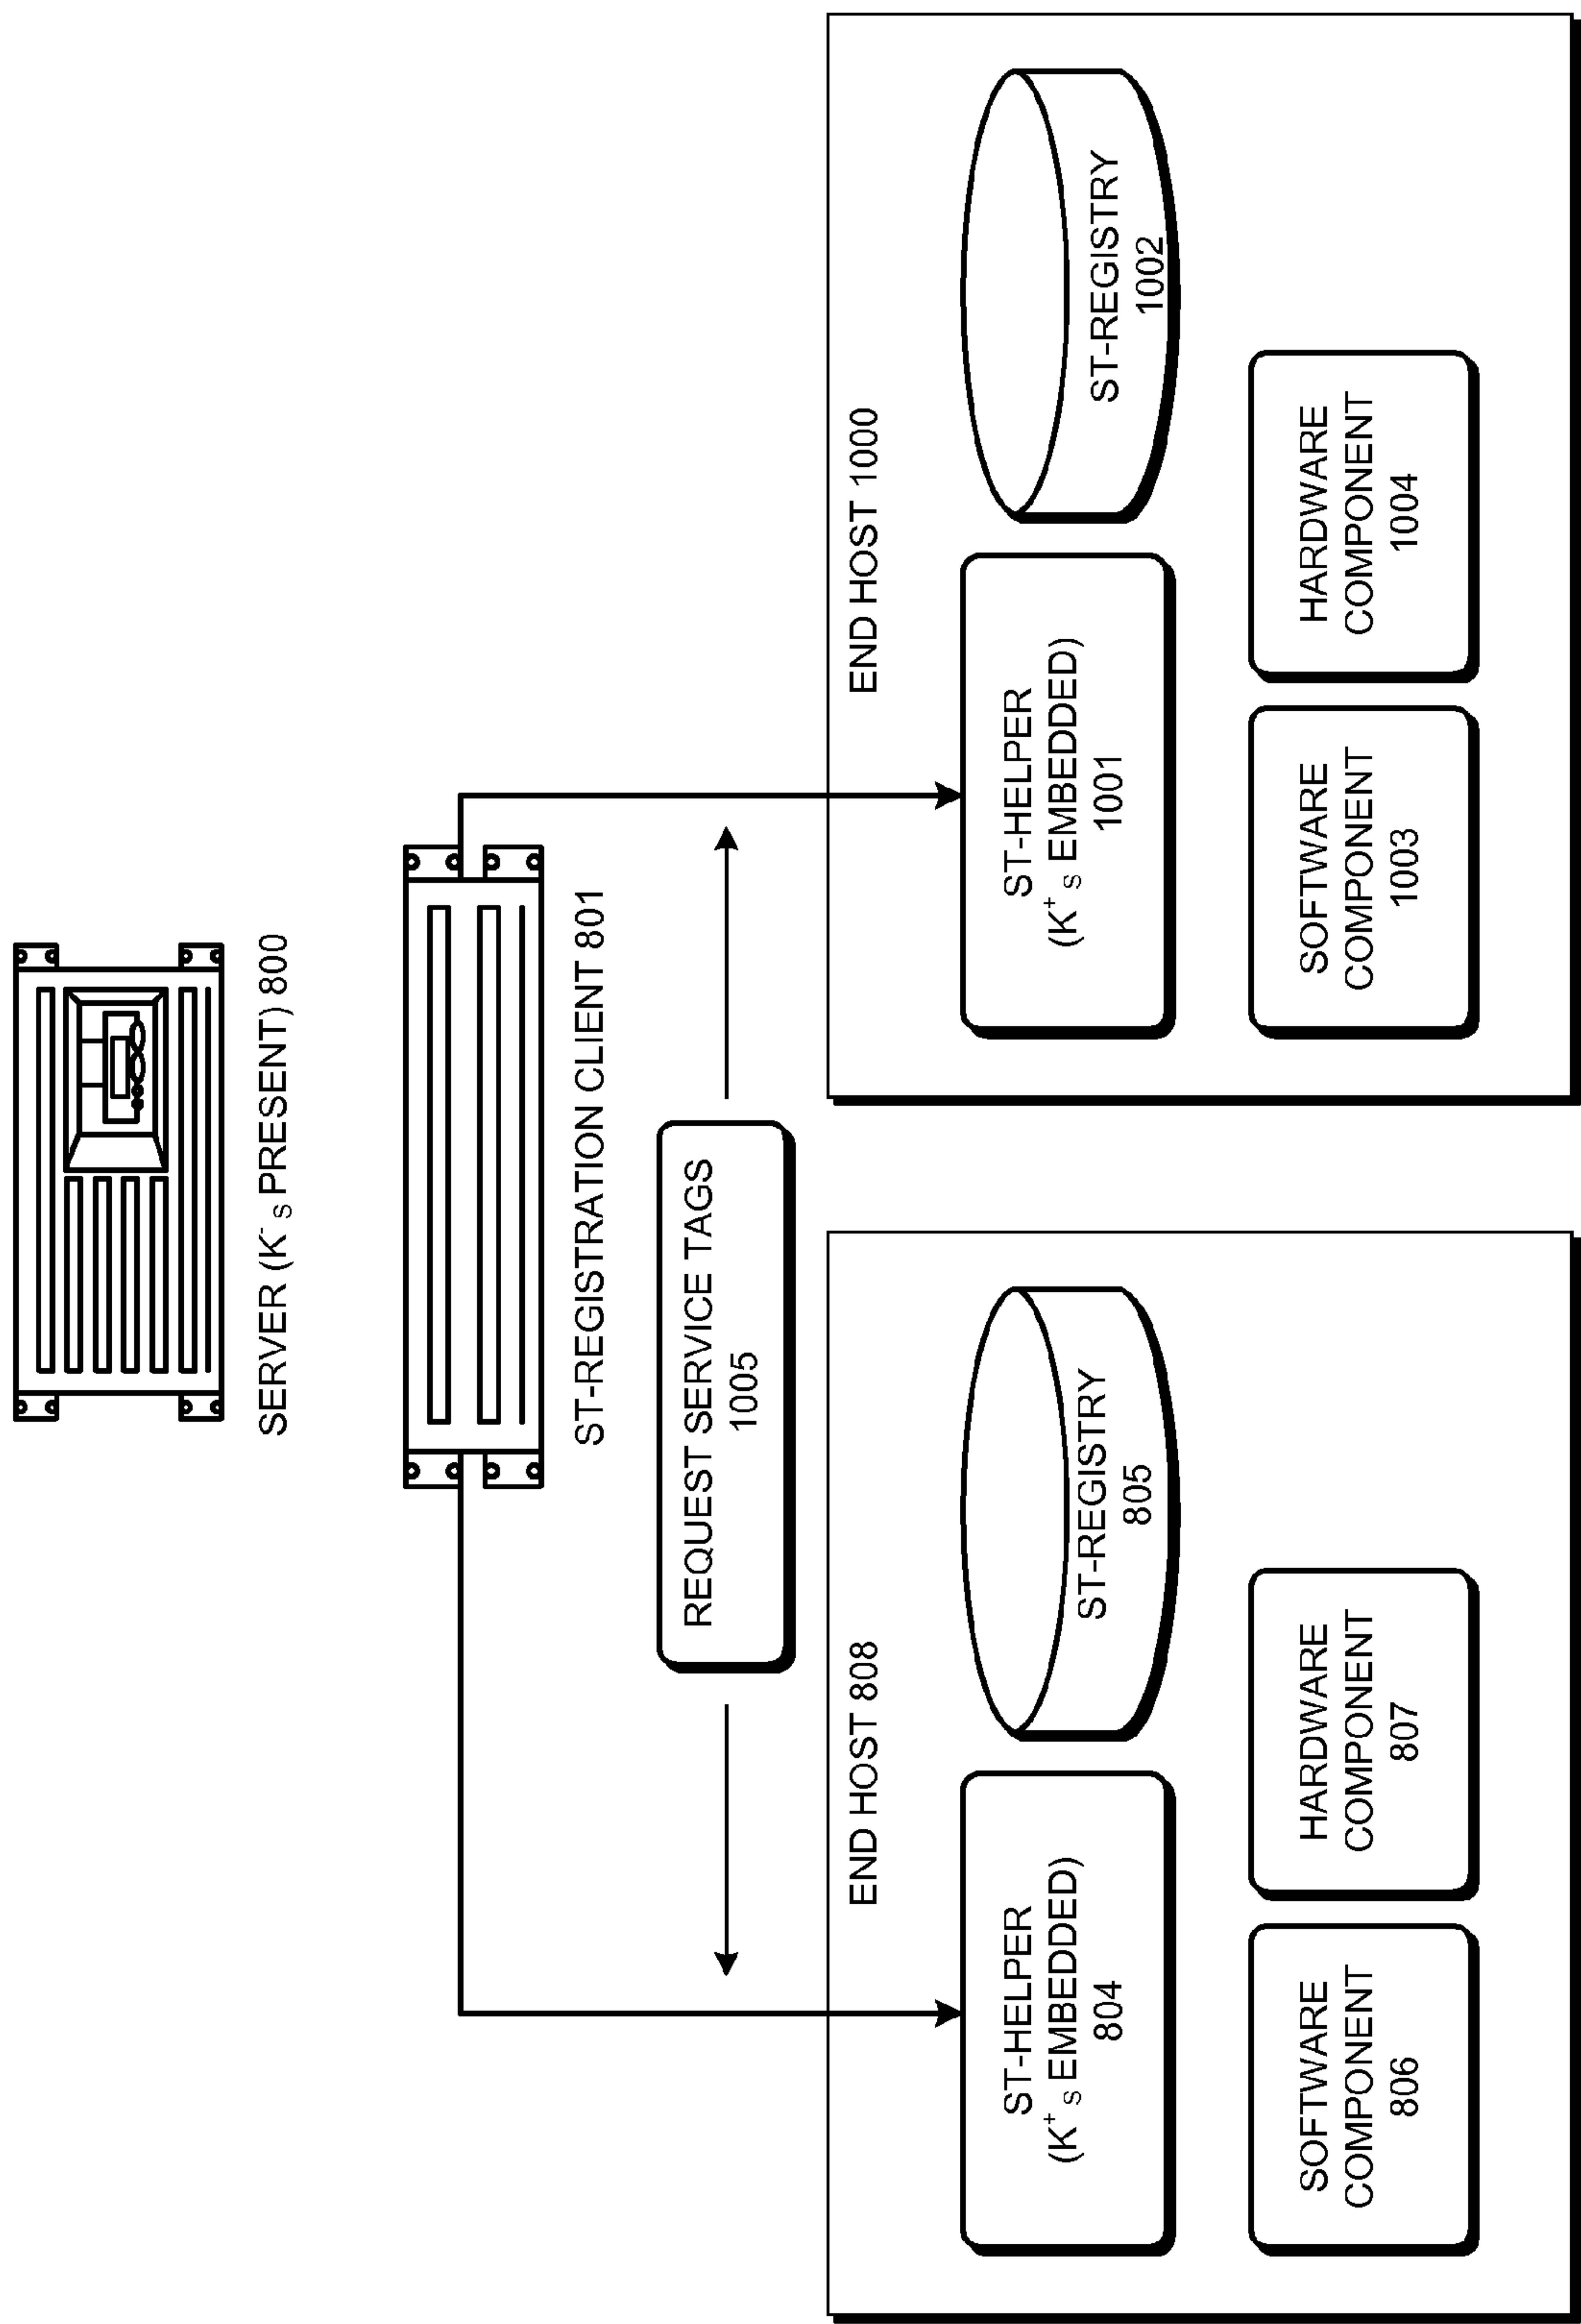 SERVER (K⁻S PRESENT) 800
ST-REGISTRATION CLIENT 801
REQUEST SERVICE TAGS
1005
END HOST 808
ST-HELPER
(K⁺S EMBEDDED)
804
ST-REGISTRY
805
SOFTWARE
COMPONENT
806
HARDWARE
COMPONENT
807
END HOST 1000
ST-HELPER
(K⁺S EMBEDDED)
1001
ST-REGISTRY
1002
SOFTWARE
COMPONENT
1003
HARDWARE
COMPONENT
1004